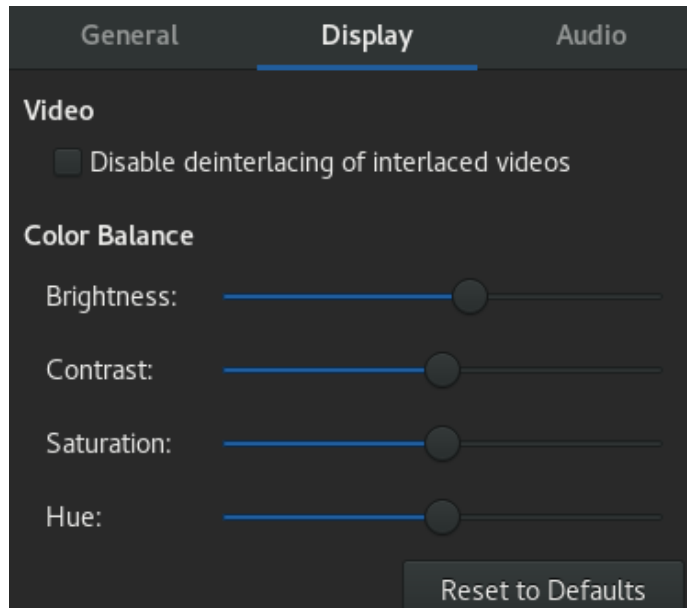 General Display Audio
Video
Disable deinterlacing of interlaced videos
Color Balance
Brightness:
Contrast:
Saturation:
Hue:
Reset to Defaults